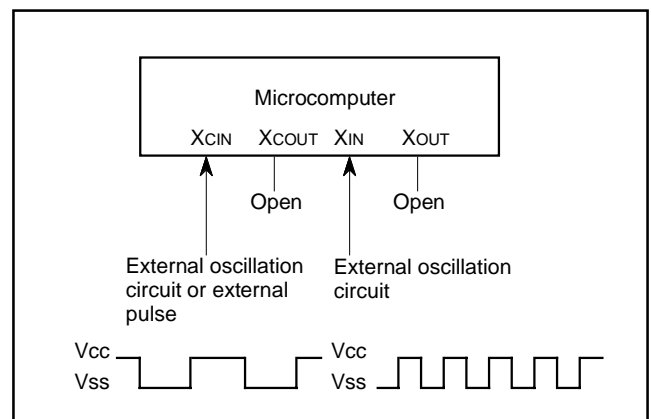 Microcomputer
XCIN XCOUT XIN XOUT
Open Open
External oscillation
circuit or external
pulse
External oscillation
circuit
Vcc Vcc
Vss Vss